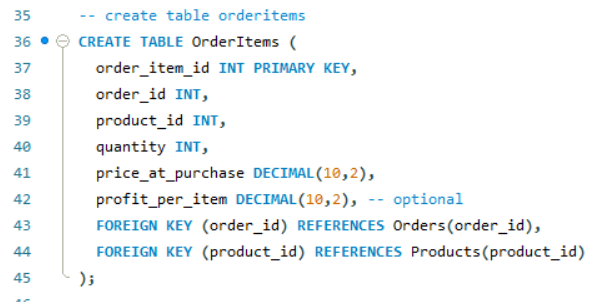 35 -- create table orderitems
36 CREATE TABLE OrderItems (
37 order_item_id INT PRIMARY KEY,
38 order_id INT,
39 product_id INT,
40 quantity INT,
41 price_at_purchase DECIMAL(10,2),
42 profit_per_item DECIMAL(10,2), -- optional
43 FOREIGN KEY (order_id) REFERENCES Orders(order_id),
44 FOREIGN KEY (product_id) REFERENCES Products(product_id)
45 );